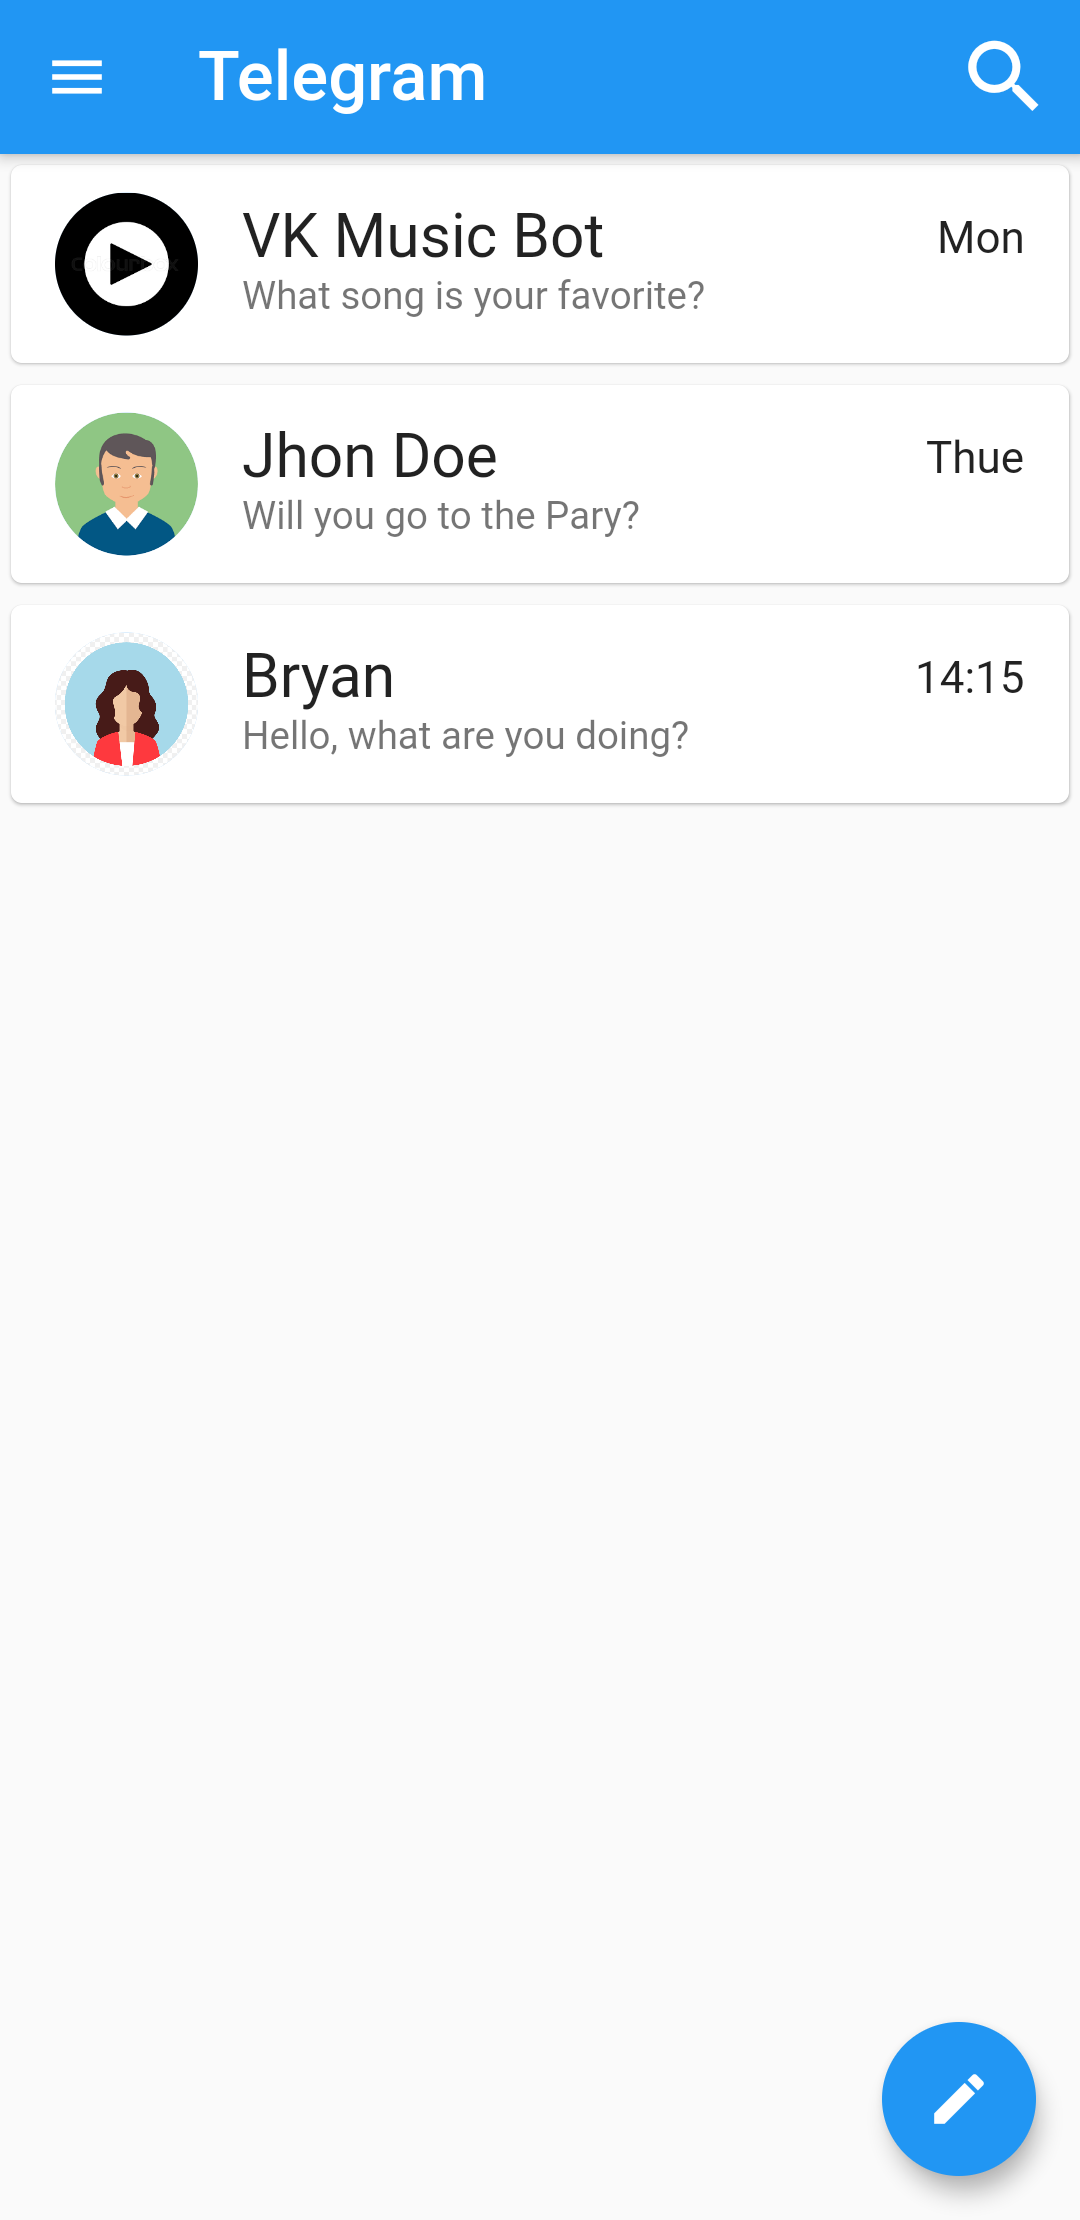 Telegram
VK Music Bot
Mon
What song is your favorite?
Jhon Doe
Thue
Will you go to the Pary?
Bryan
14:15
Hello, what are you doing?